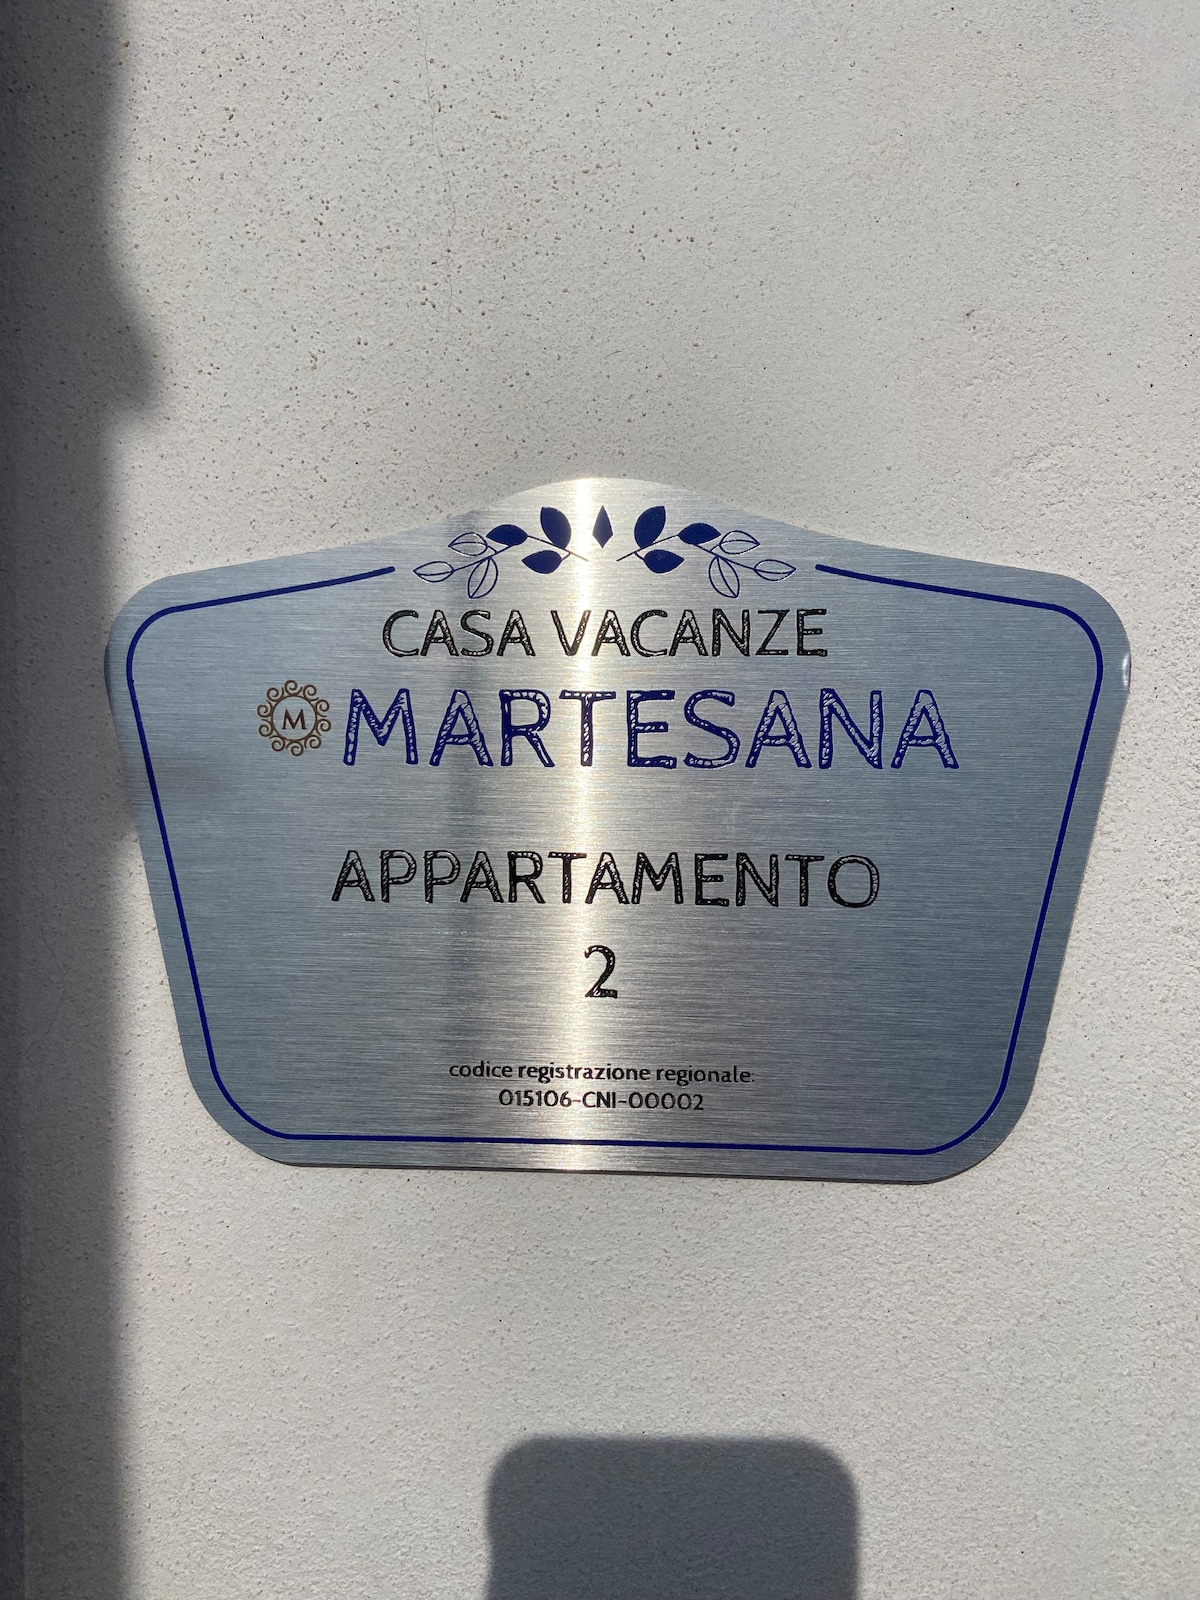 CASA VACANZE
M MARTESANA
APPARTAMENTO
2
codice registrazione regionale:
015106-CNI-00002